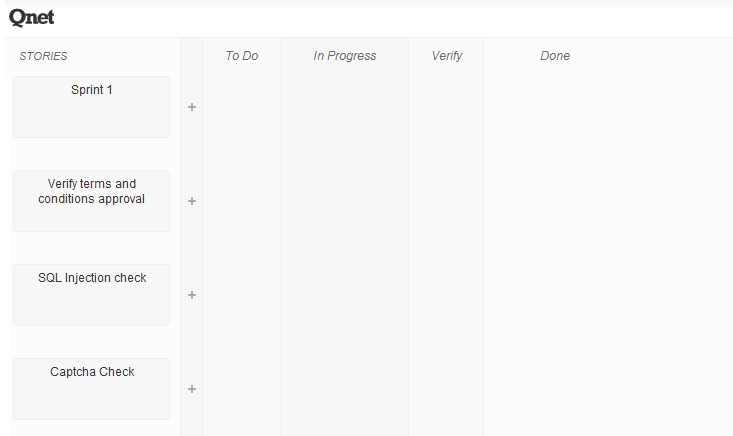 Qnet
STORIES
To Do
In Progress
Verify
Done
Sprint 1
+
Verify terms and
conditions approval
+
SQL Injection check
+
Captcha Check
+